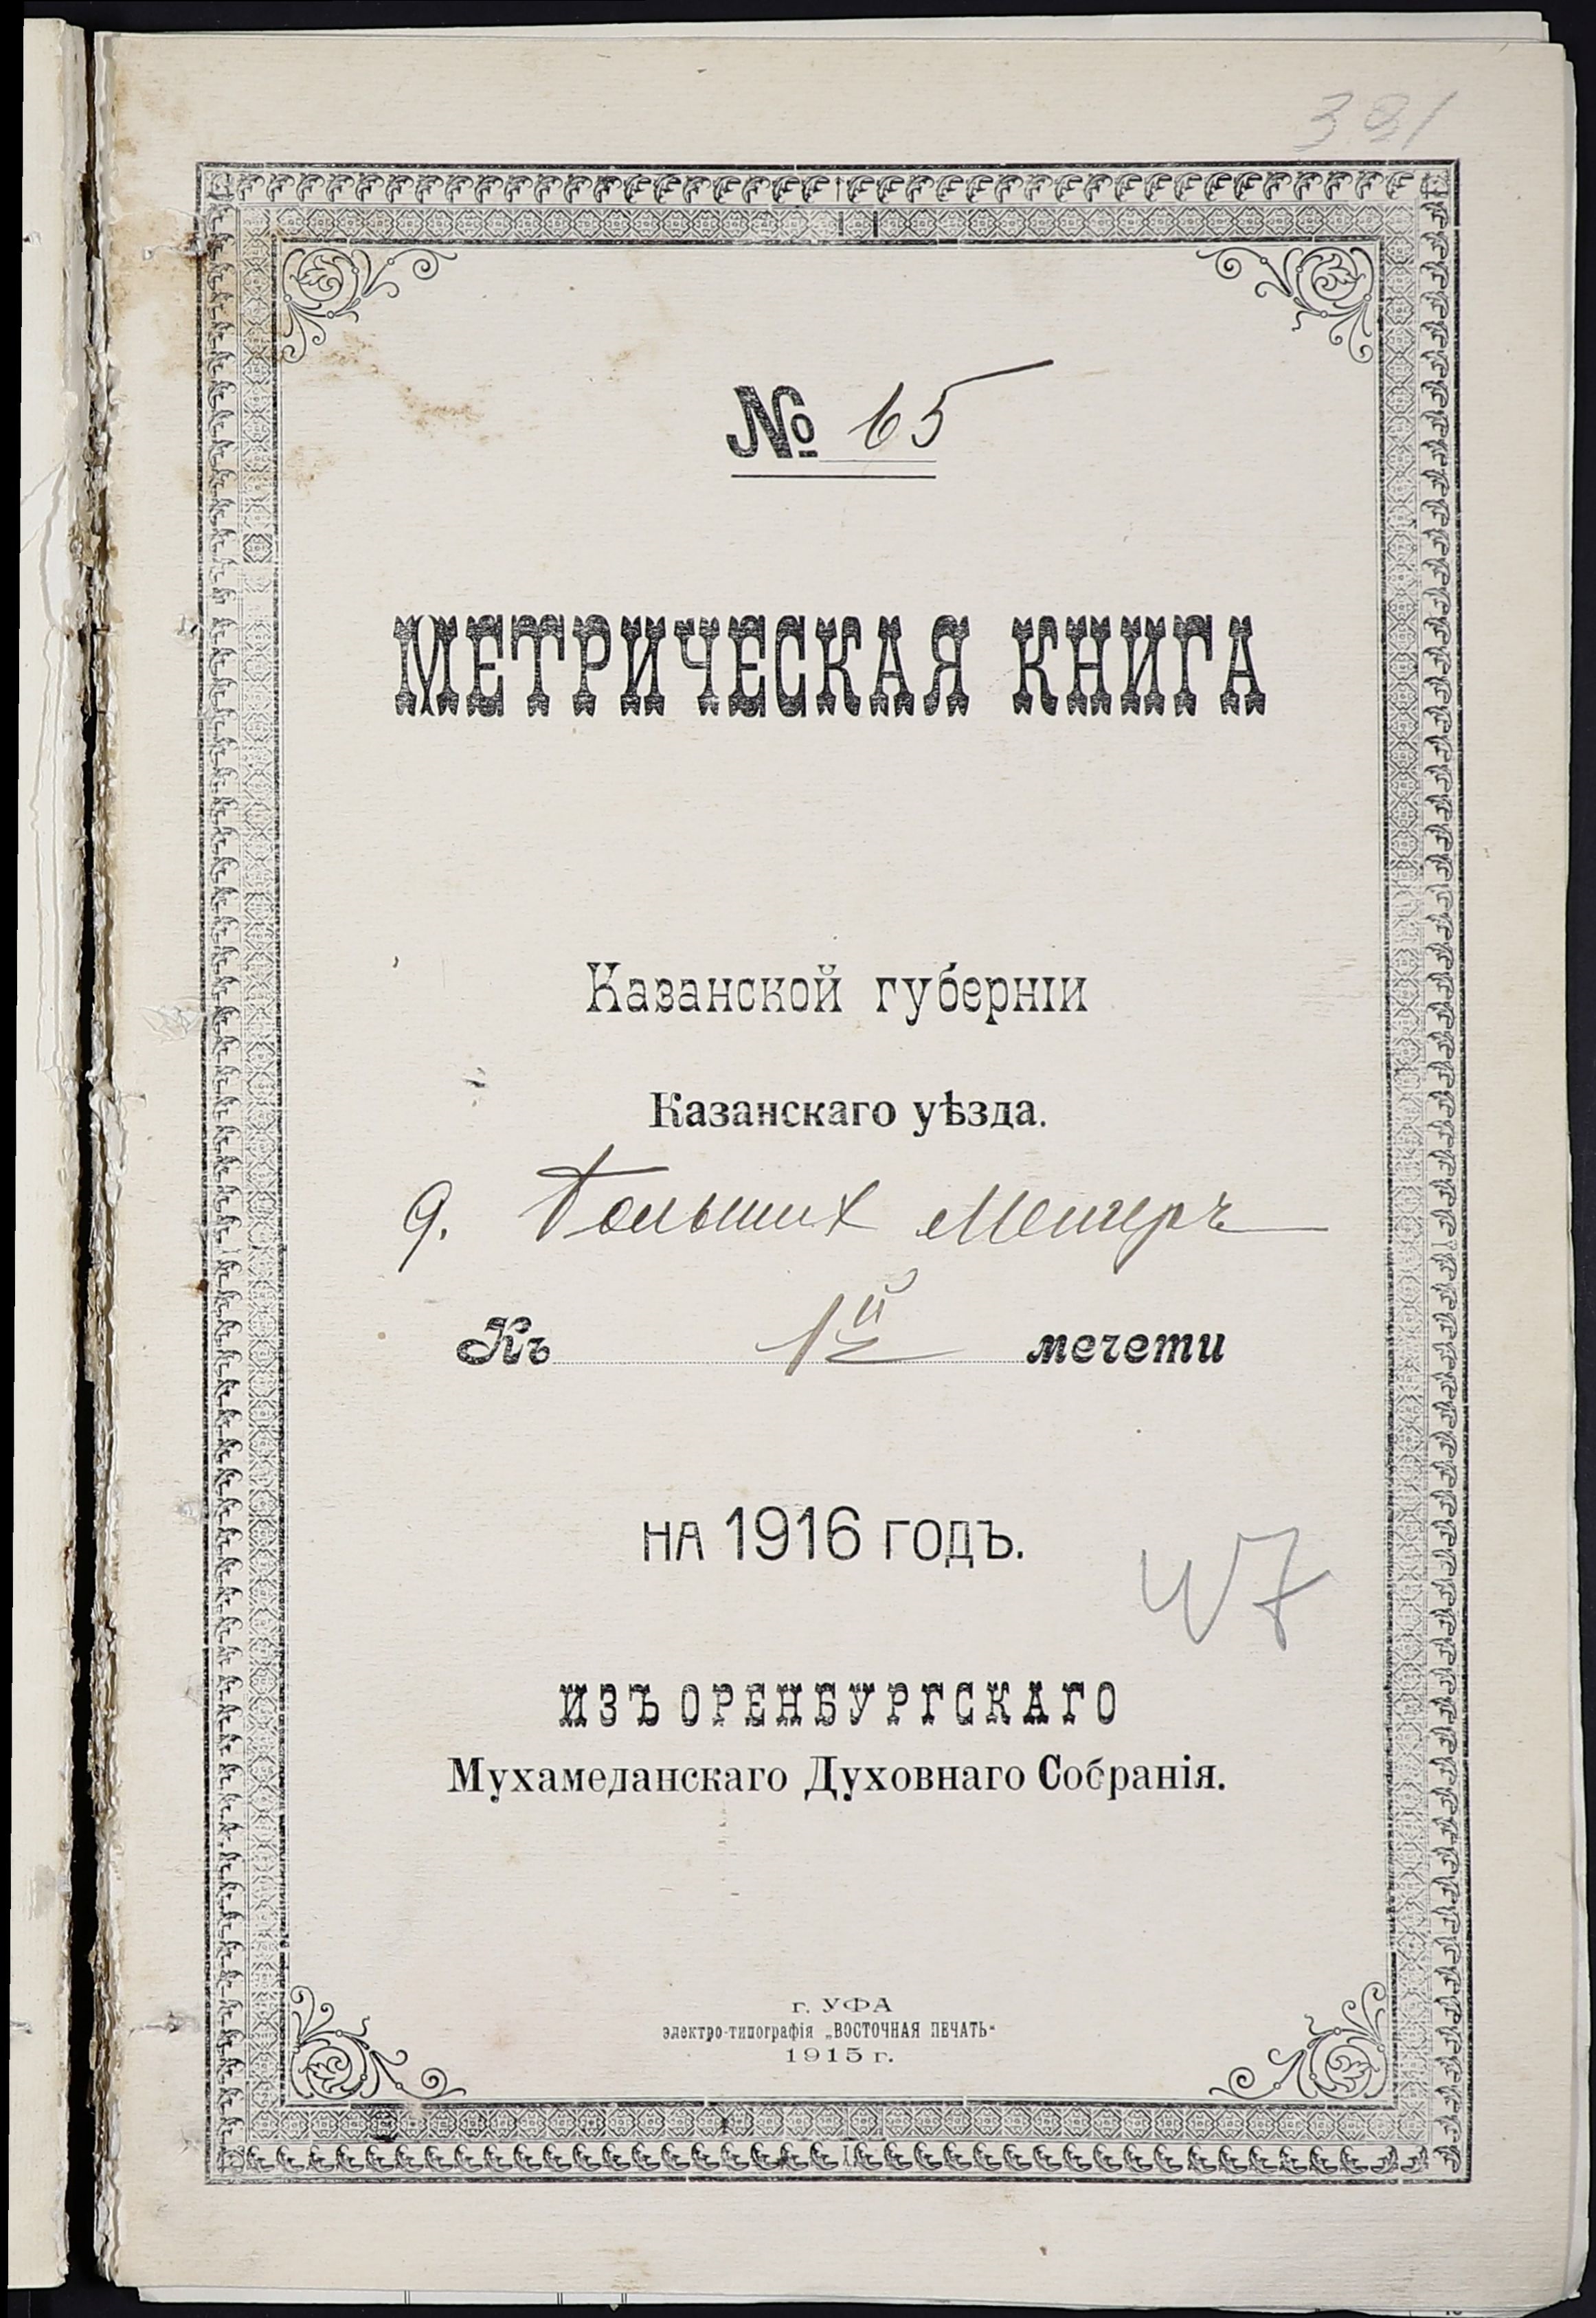 381
№ 65
МЕТРИЧЕСКАЯ КНИГА
Казанской губерніи
Казанскаго уѣзда.
д. Большихъ Менгеръ
Къ 1й мечети
НА 1916 ГОДЪ.
47
ИЗЪ ОРЕНБУРГСКАГО
Мухамеданскаго Духовнаго Собранія.
г. УФА
электро-типографія „ВОСТОЧНАЯ ПЕЧАТЬ“
1915 г.